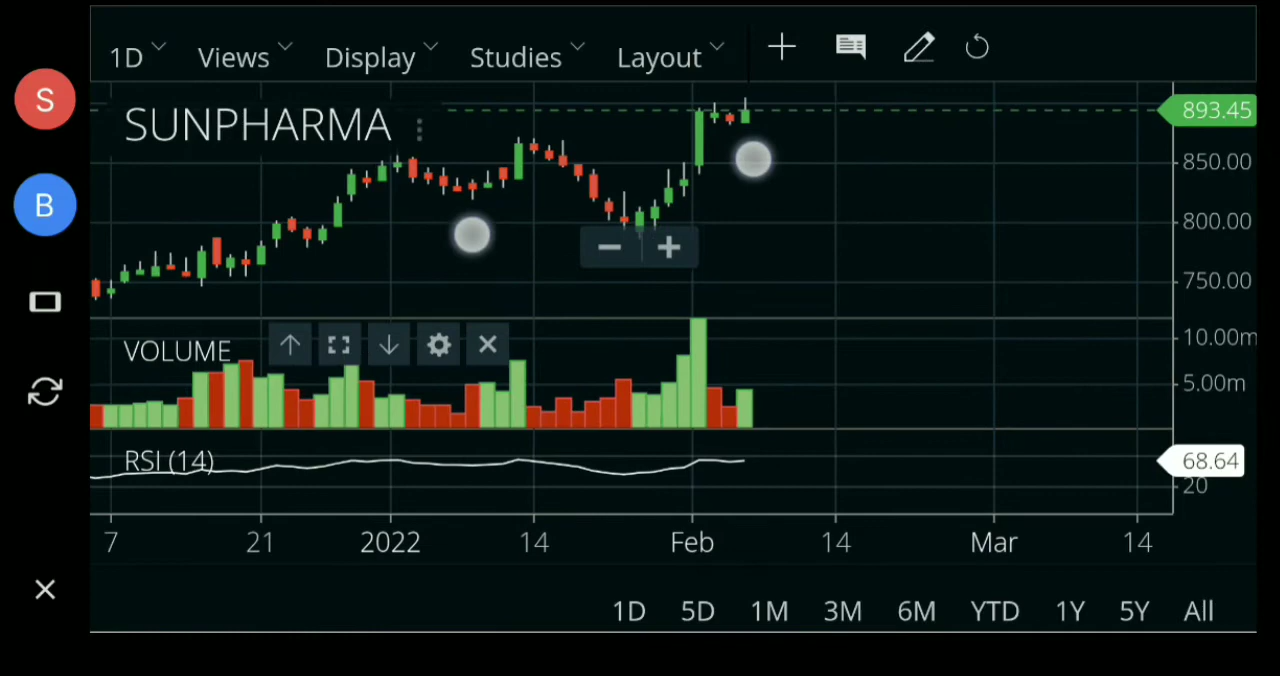 1D Views Display Studies Layout
S
SUNPHARMA
893.45
850.00
B
800.00
750.00
VOLUME
10.00m
5.00m
RSI (14)
68.64
20
7 21 2022 14 Feb 14 Mar 14
1D 5D 1M 3M 6M YTD 1Y 5Y All